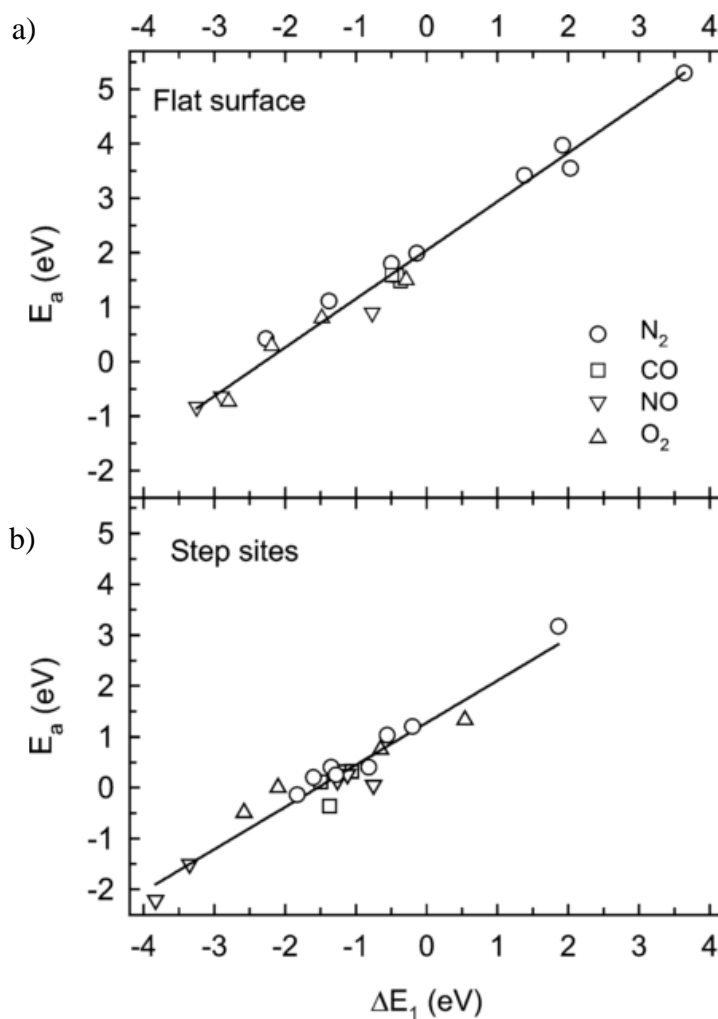 a)
-4 -3 -2 -1 0 1 2 3 4
5
4
3
2
1
0
-1
-2
Flat surface
E_a (eV)
N_2
CO
NO
O_2
b)
5
4
3
2
1
0
-1
-2
Step sites
E_a (eV)
-4 -3 -2 -1 0 1 2 3 4
ΔE_1 (eV)